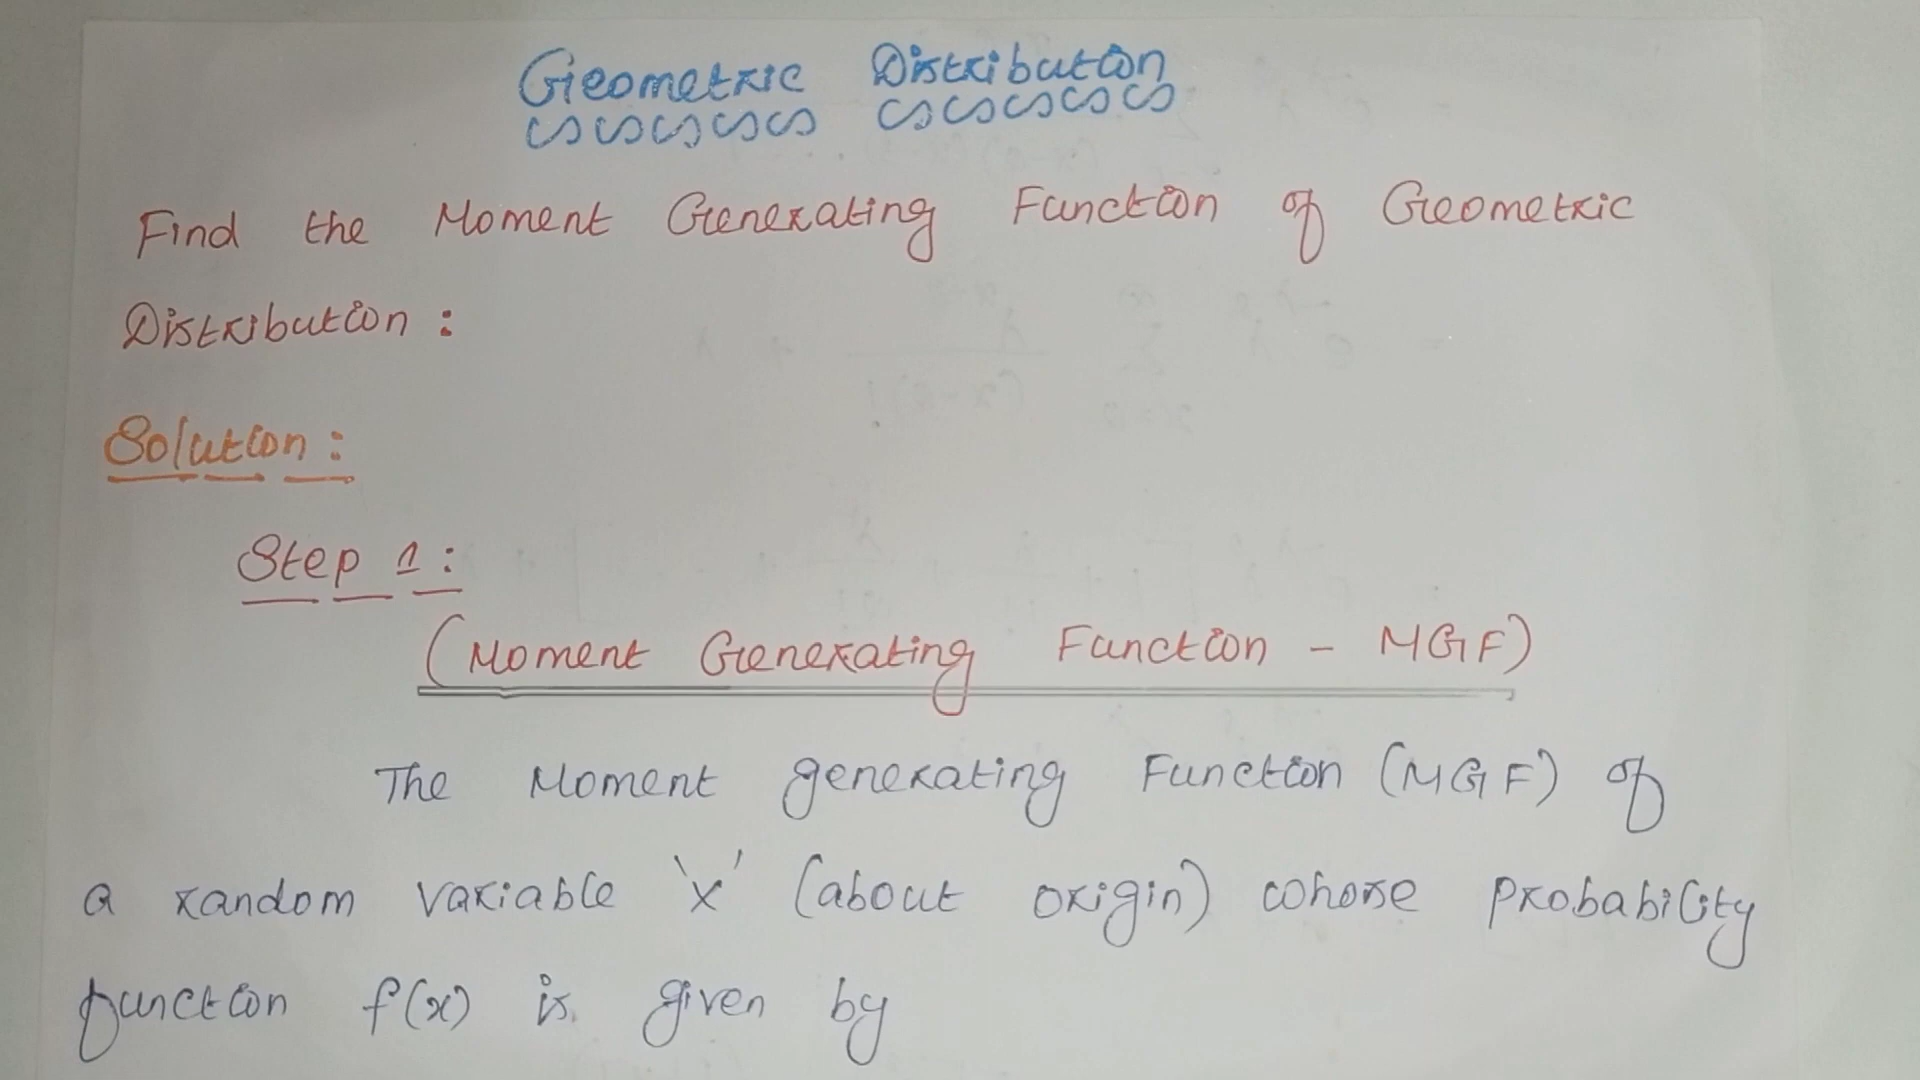 Geometric Distribution
Find the Moment Generating Function of Geometric
Distribution :
Solution :
Step 1 :
(Moment Generating Function - MGF)
The Moment generating Function (MGF) of
a random variable 'x' (about origin) whose probability
function f(x) is given by